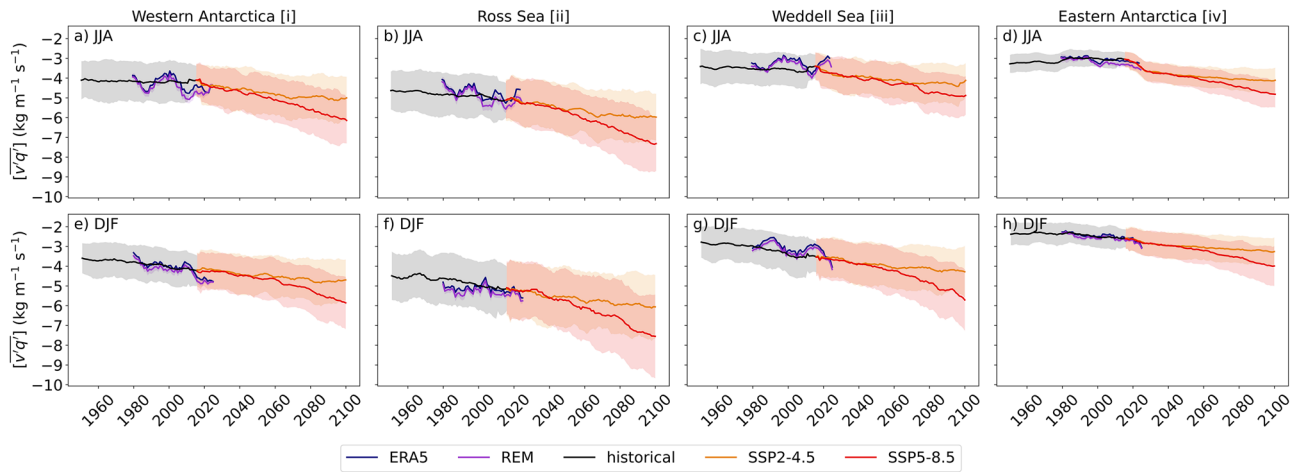 Western Antarctica [i] Ross Sea [ii] Weddell Sea [iii] Eastern Antarctica [iv]
a) JJA b) JJA c) JJA d) JJA
−2
−3
−4
−5
−6
−7
−8
−9
−10
[v′q′] (kg m⁻¹ s⁻¹)
e) DJF f) DJF g) DJF h) DJF
−2
−3
−4
−5
−6
−7
−8
−9
−10
[v′q′] (kg m⁻¹ s⁻¹)
1960 1980 2000 2020 2040 2060 2080 2100 1960 1980 2000 2020 2040 2060 2080 2100 1960 1980 2000 2020 2040 2060 2080 2100 1960 1980 2000 2020 2040 2060 2080 2100
ERA5 REM historical SSP2-4.5 SSP5-8.5